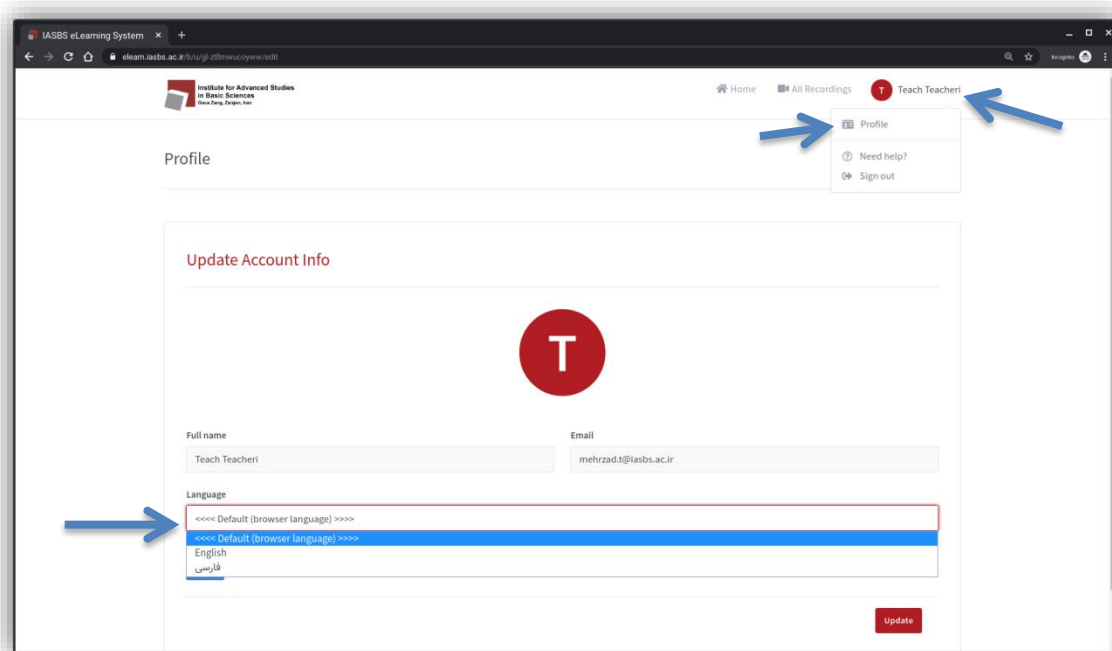 IASBS eLearning System
elearn.iasbs.ac.ir/b/u/gl-ztllmwucoyww/edit
Incognito
Institute for Advanced Studies
in Basic Sciences
Gava Zang, Zanjan, Iran
Home
All Recordings
T
Teach Teacheri
Profile
Need help?
Sign out
Profile
Update Account Info
T
Full name
Email
Teach Teacheri
mehrzad.t@iasbs.ac.ir
Language
<<<< Default (browser language) >>>>
<<<< Default (browser language) >>>>
English
فارسی
Update